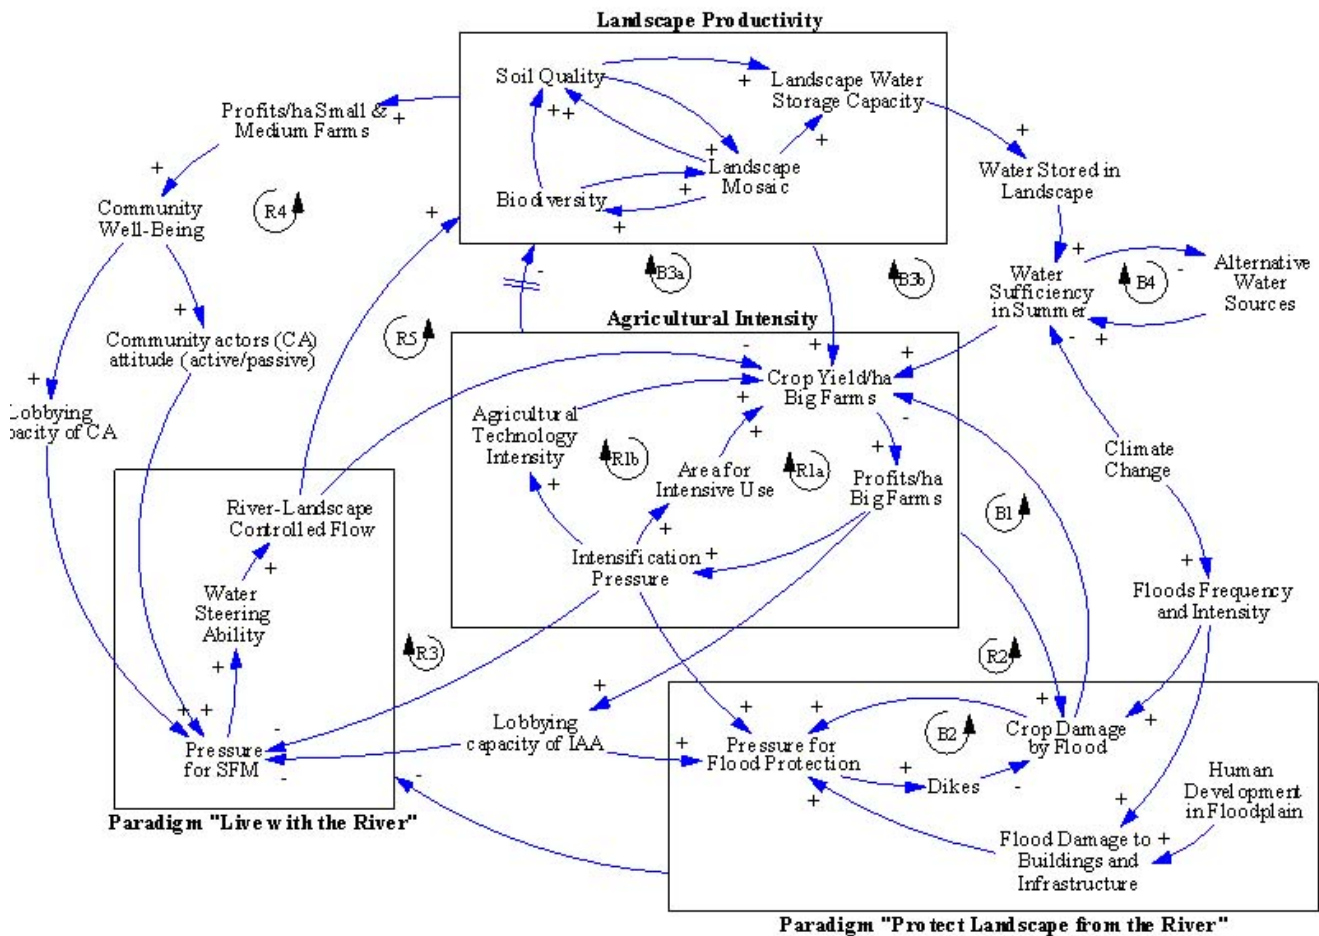 Landscape Productivity
Soil Quality
Landscape Water
Storage Capacity
Profits/ha Small &
Medium Farms
Landscape
Mosaic
Biodiversity
Water Stored in
Landscape
Community
Well-Being
R4
B3a
B3b
Water
Sufficiency
in Summer
B4
Alternative
Water
Sources
Agricultural Intensity
Community actors (CA)
attitude (active/passive)
R5
Crop Yield/ha
Big Farms
Lobbying
pacity of CA
Agricultural
Technology
Intensity
R1b
Area for
Intensive Use
R1a
Profits/ha
Big Farms
Climate
Change
River-Landscape
Controlled Flow
B1
Intensification
Pressure
Water
Steering
Ability
Floods Frequency
and Intensity
R3
R2
Pressure
for SFM
Lobbying
capacity of IAA
Pressure for
Flood Protection
B2
Crop Damage
by Flood
Dikes
Human
Development
in Floodplain
Paradigm "Live with the River"
Flood Damage to
Buildings and
Infrastructure
Paradigm "Protect Landscape from the River"